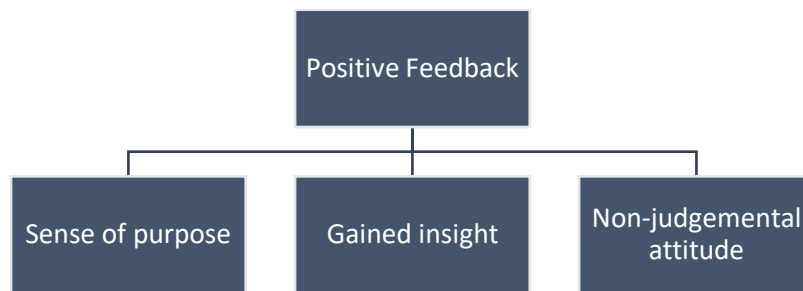 Positive Feedback
Sense of purpose
Gained insight
Non-judgemental
attitude